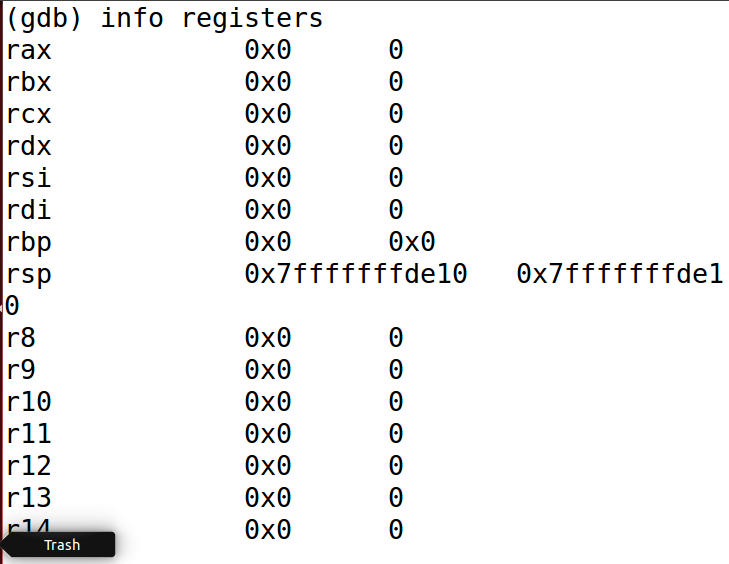 (gdb) info registers
rax 0x0 0
rbx 0x0 0
rcx 0x0 0
rdx 0x0 0
rsi 0x0 0
rdi 0x0 0
rbp 0x0 0x0
rsp 0x7fffffffde10 0x7fffffffde1
0
r8 0x0 0
r9 0x0 0
r10 0x0 0
r11 0x0 0
r12 0x0 0
r13 0x0 0
r14 0x0 0
Trash